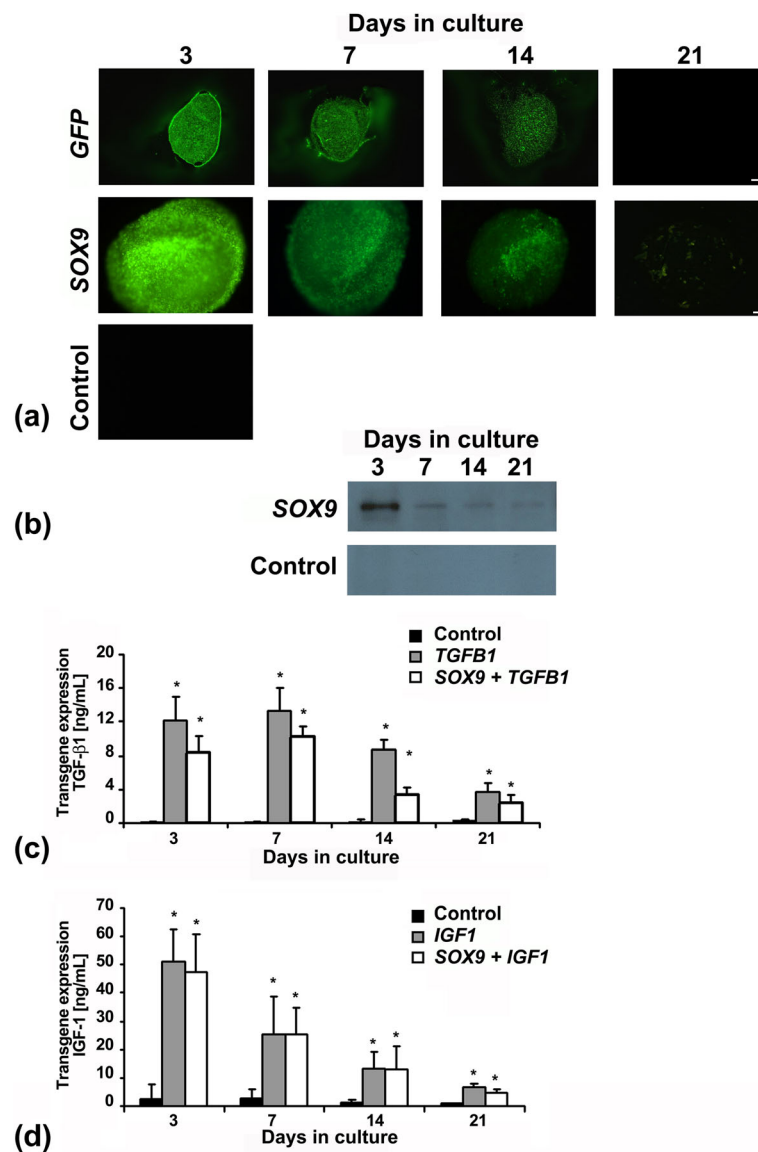 Days in culture
3 7 14 21
GFP
SOX9
Control
(a)
Days in culture
3 7 14 21
SOX9
Control
(b)
Control
TGFB1
SOX9 + TGFB1
Transgene expression
TGF-β1 [ng/mL]
20
16
12
8
4
0
* * * * * * * *
3 7 14 21
Days in culture
(c)
Control
IGF1
SOX9 + IGF1
Transgene expression
IGF-1 [ng/mL]
70
60
50
40
30
20
10
0
* * * * * * * *
3 7 14 21
Days in culture
(d)